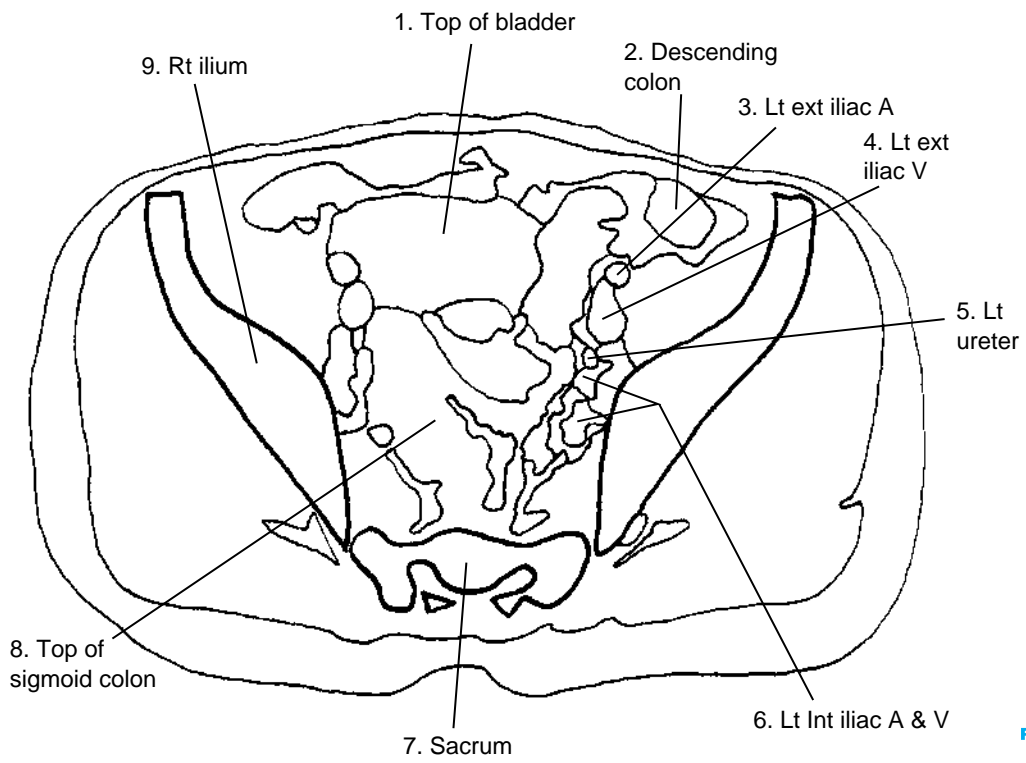 1. Top of bladder
2. Descending
colon
9. Rt ilium
3. Lt ext iliac A
4. Lt ext
iliac V
5. Lt
ureter
8. Top of
sigmoid colon
6. Lt Int iliac A & V
7. Sacrum